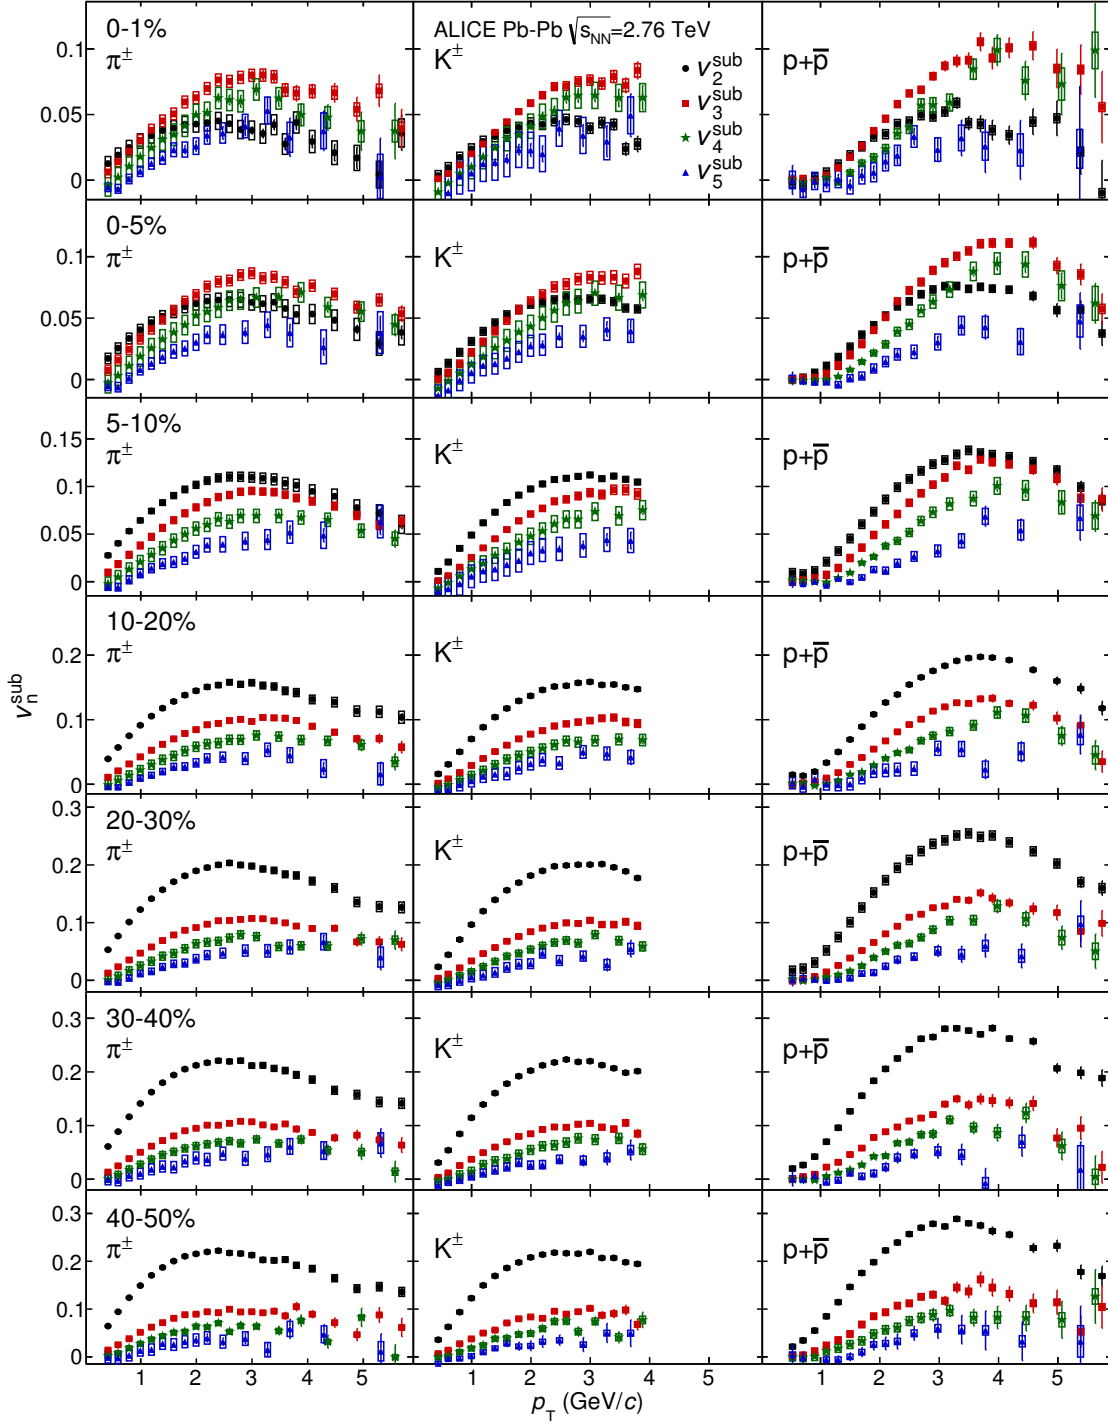 0-1%
π±
ALICE Pb-Pb √sNN=2.76 TeV
K±
p+p̅
v2sub
v3sub
v4sub
v5sub
0.1
0.05
0
0-5%
π±
K±
p+p̅
0.1
0.05
0
5-10%
π±
K±
p+p̅
0.15
0.1
0.05
0
10-20%
π±
K±
p+p̅
0.2
0.1
0
vnsub
20-30%
π±
K±
p+p̅
0.3
0.2
0.1
0
30-40%
π±
K±
p+p̅
0.3
0.2
0.1
0
40-50%
π±
K±
p+p̅
0.3
0.2
0.1
0
1 2 3 4 5 1 2 3 4 5 1 2 3 4 5
pT (GeV/c)